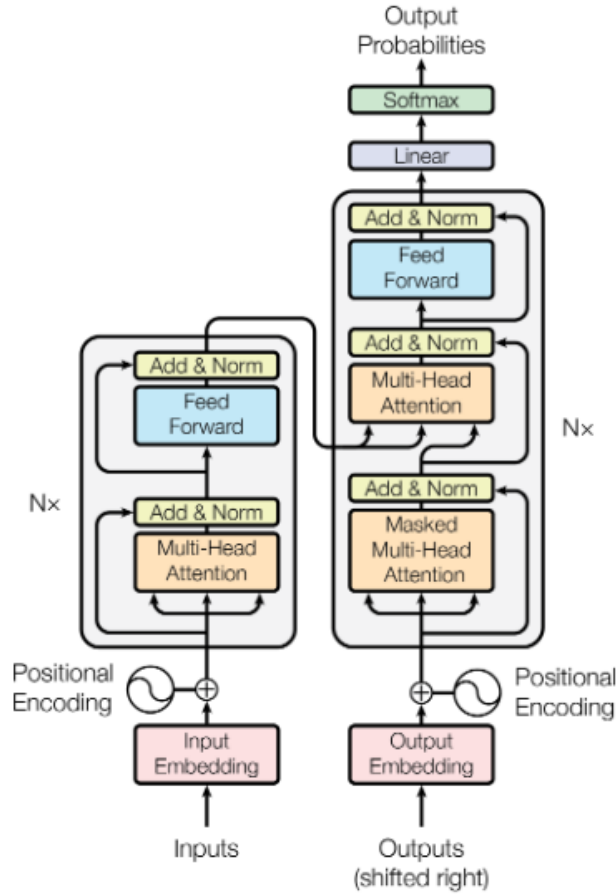 Output
Probabilities
Softmax
Linear
Add & Norm
Feed
Forward
Add & Norm
Multi-Head
Attention
Add & Norm
Masked
Multi-Head
Attention
N×
Add & Norm
Feed
Forward
Add & Norm
Multi-Head
Attention
N×
Positional
Encoding
Positional
Encoding
Input
Embedding
Output
Embedding
Inputs
Outputs
(shifted right)